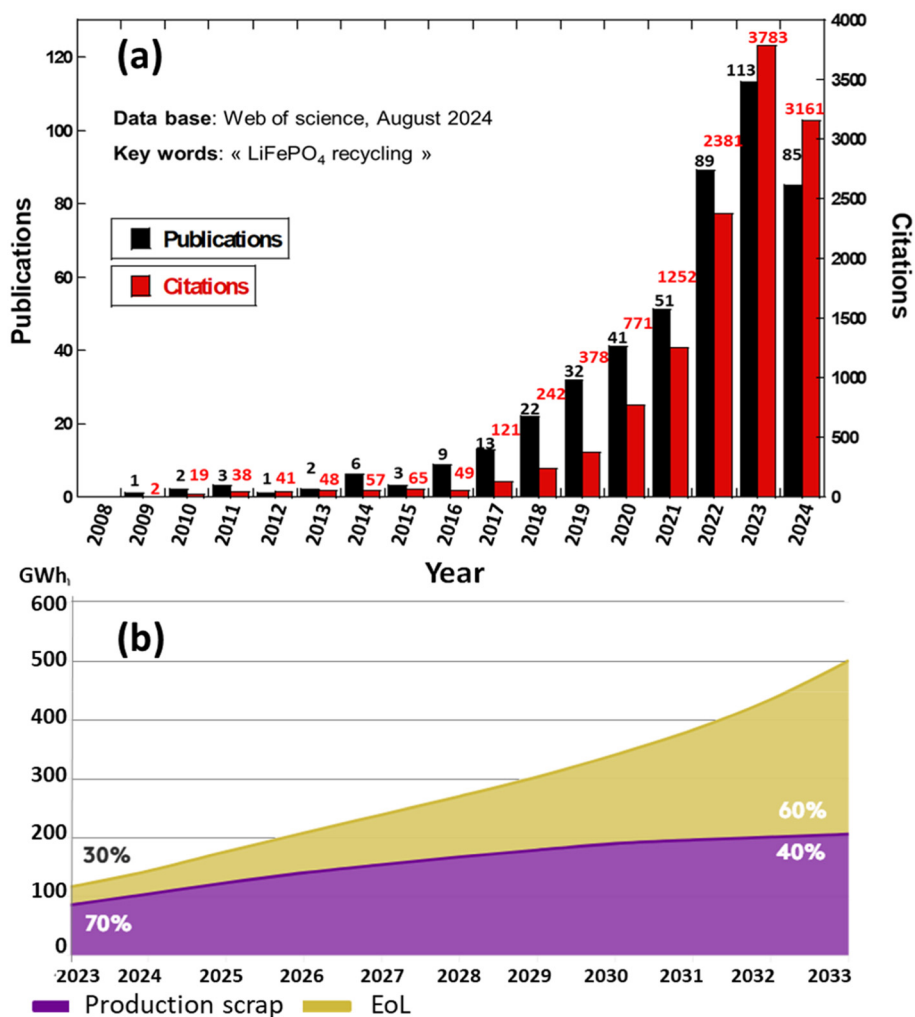 (a)
Data base: Web of science, August 2024
Key words: « LiFePO4 recycling »
Publications
Citations
Publications
Citations
120
100
80
60
40
20
0
4000
3500
3000
2500
2000
1500
1000
500
0
1 2 2 19 3 38 1 41 2 48 6 57 3 65 9 49 13 121 22 242 32 378 41 771 51 1252 89 2381 113 3783 85 3161
2008 2009 2010 2011 2012 2013 2014 2015 2016 2017 2018 2019 2020 2021 2022 2023 2024
Year
GWh
(b)
600
500
400
300
200
100
0
30%
70%
60%
40%
2023 2024 2025 2026 2027 2028 2029 2030 2031 2032 2033
Production scrap EoL